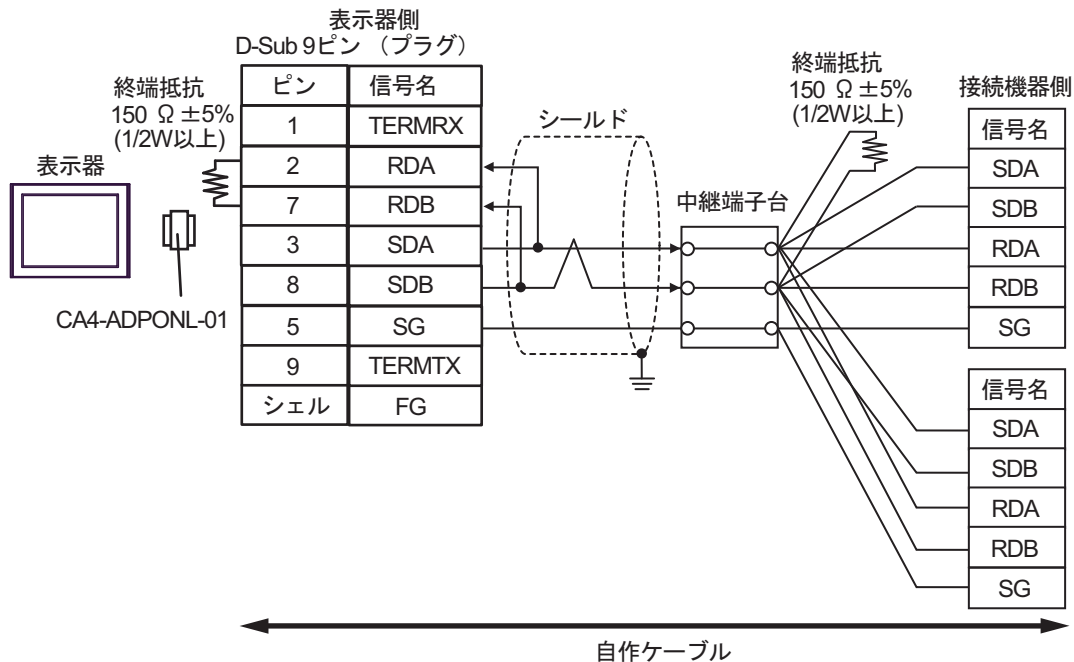 表示器側
D-Sub 9ピン （プラグ）
終端抵抗
150 Ω ±5%
(1/2W以上)
表示器
CA4-ADPONL-01
ピン 信号名
1 TERMRX
2 RDA
7 RDB
3 SDA
8 SDB
5 SG
9 TERMTX
シェル FG
シールド
中継端子台
終端抵抗
150 Ω ±5%
(1/2W以上)
接続機器側
信号名
SDA
SDB
RDA
RDB
SG
信号名
SDA
SDB
RDA
RDB
SG
自作ケーブル